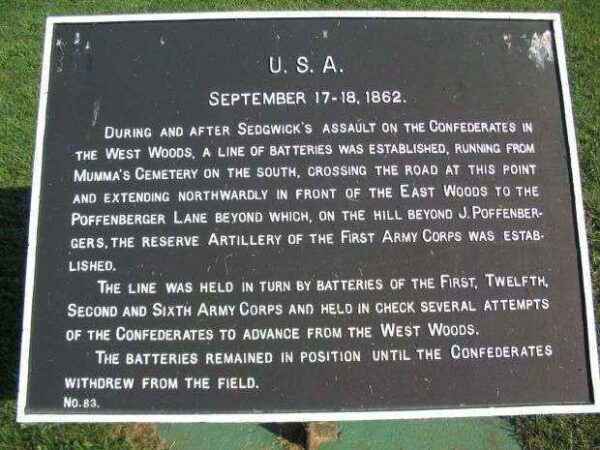 U. S. A.
SEPTEMBER 17-18, 1862.
DURING AND AFTER SEDGWICK'S ASSAULT ON THE CONFEDERATES IN
THE WEST WOODS, A LINE OF BATTERIES WAS ESTABLISHED, RUNNING FROM
MUMMA'S CEMETERY ON THE SOUTH, CROSSING THE ROAD AT THIS POINT
AND EXTENDING NORTHWARDLY IN FRONT OF THE EAST WOODS TO THE
POFFENBERGER LANE BEYOND WHICH, ON THE HILL BEYOND J. POFFENBER-
GERS, THE RESERVE ARTILLERY OF THE FIRST ARMY CORPS WAS ESTAB-
LISHED.
THE LINE WAS HELD IN TURN BY BATTERIES OF THE FIRST, TWELFTH,
SECOND AND SIXTH ARMY CORPS AND HELD IN CHECK SEVERAL ATTEMPTS
OF THE CONFEDERATES TO ADVANCE FROM THE WEST WOODS.
THE BATTERIES REMAINED IN POSITION UNTIL THE CONFEDERATES
WITHDREW FROM THE FIELD.
NO. 83.